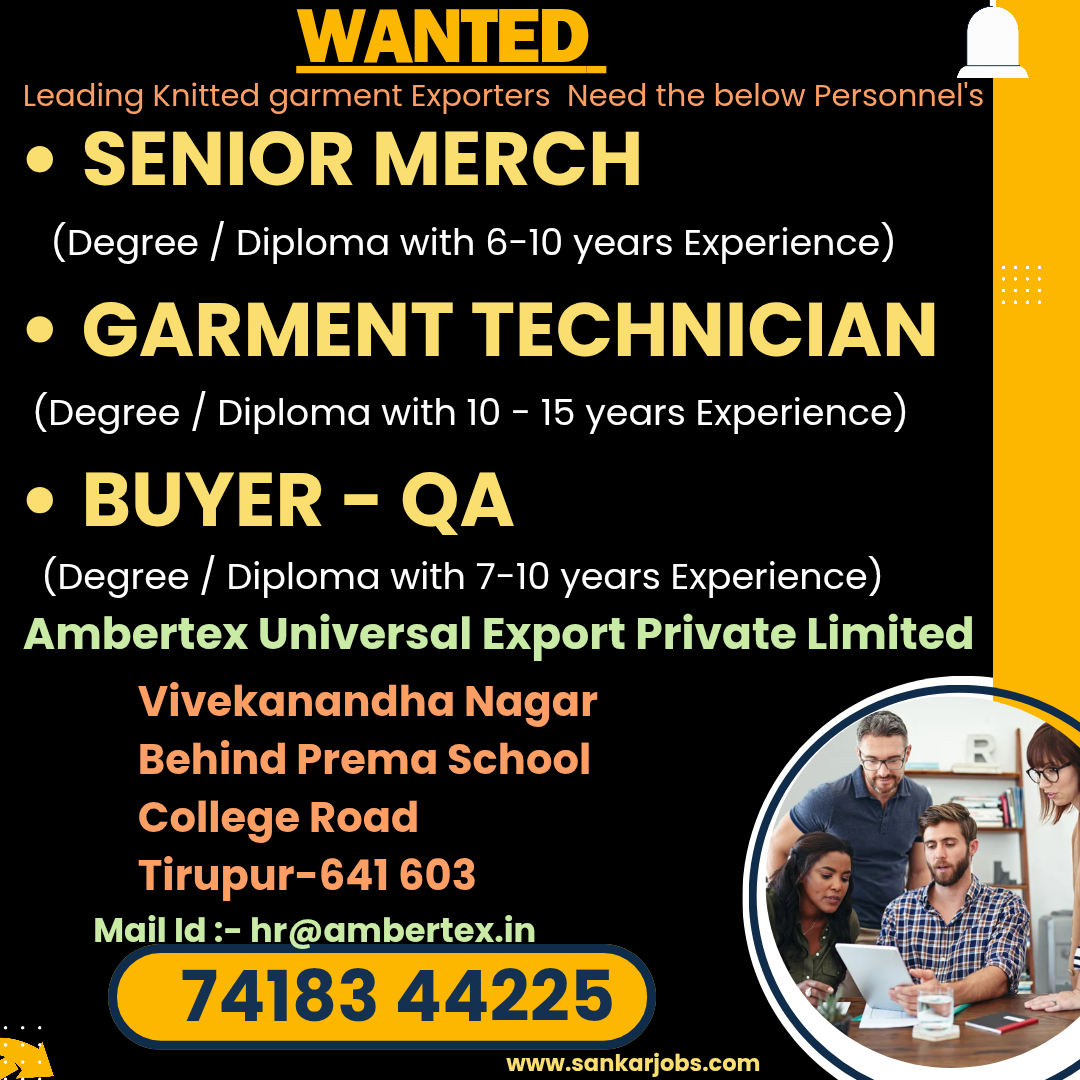 WANTED
Leading Knitted garment Exporters Need the below Personnel's
• SENIOR MERCH
(Degree / Diploma with 6-10 years Experience)
• GARMENT TECHNICIAN
(Degree / Diploma with 10 - 15 years Experience)
• BUYER - QA
(Degree / Diploma with 7-10 years Experience)
Ambertex Universal Export Private Limited
Vivekanandha Nagar
Behind Prema School
College Road
Tirupur-641 603
Mail Id :- hr@ambertex.in
74183 44225
www.sankarjobs.com
R